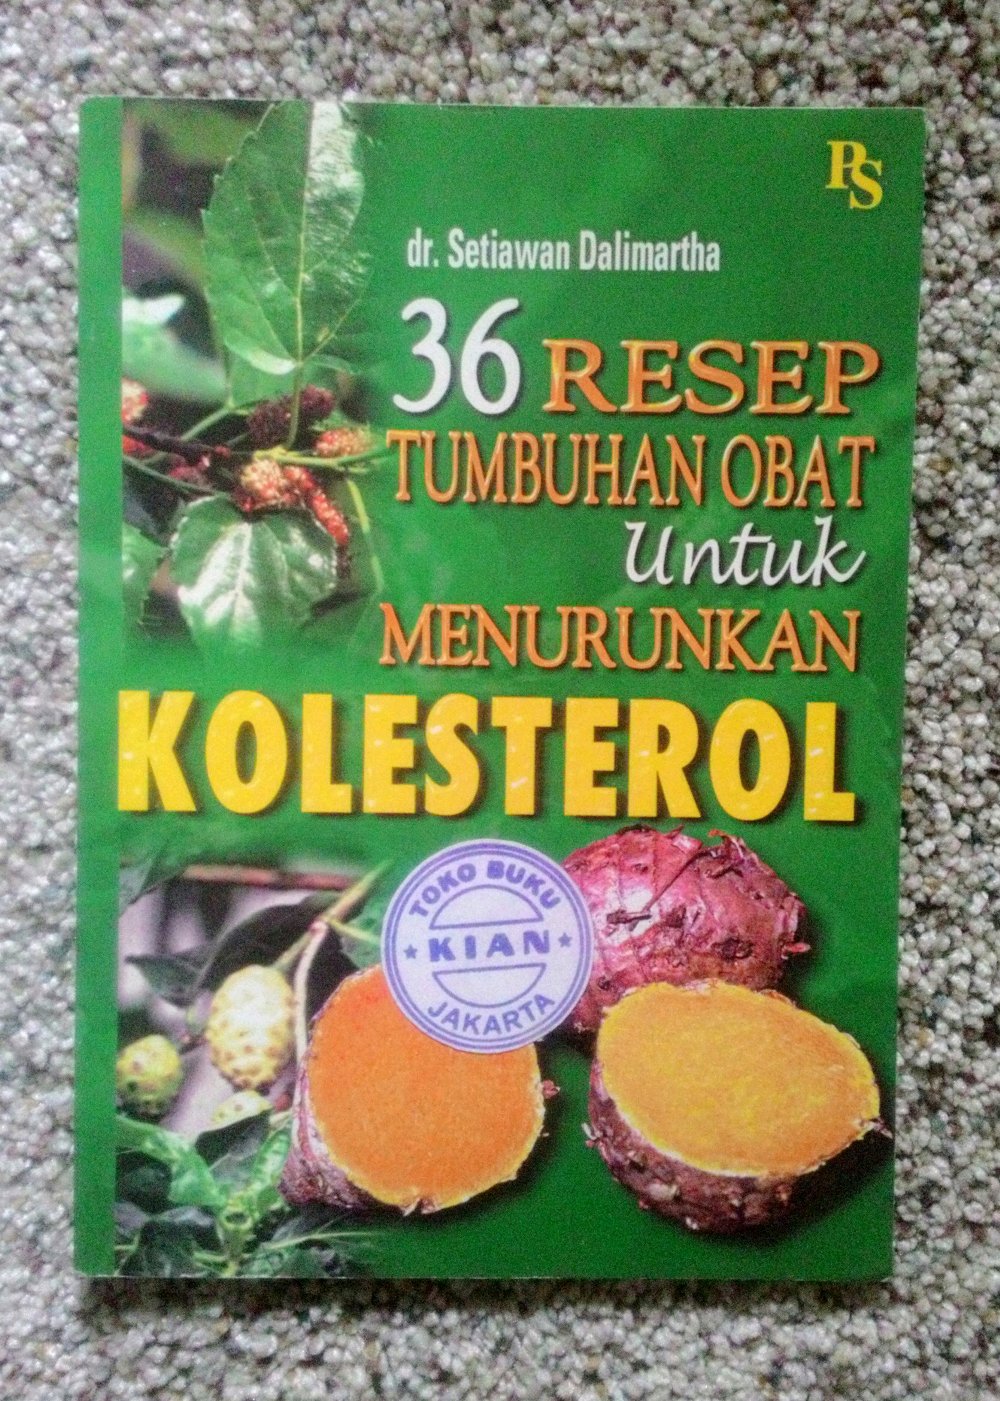 PS
dr. Setiawan Dalimartha
36 RESEP
TUMBUHAN OBAT
Untuk
MENURUNKAN
KOLESTEROL
TOKO BUKU
KIAN
JAKARTA